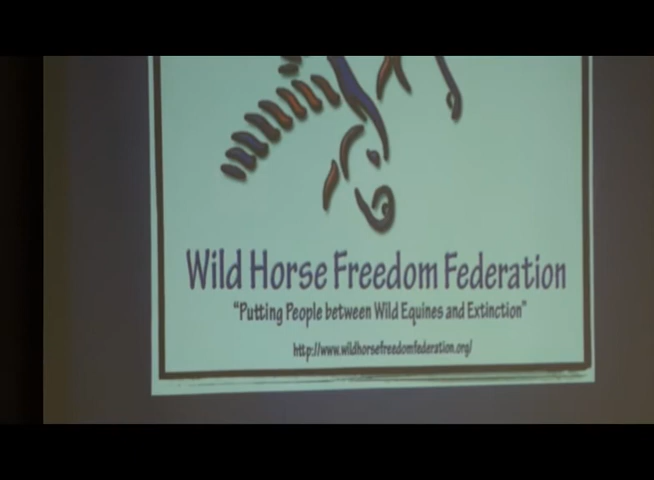 Wild Horse Freedom Federation
“Putting People between Wild Equines and Extinction”
http://www.wildhorsefreedomfederation.org/